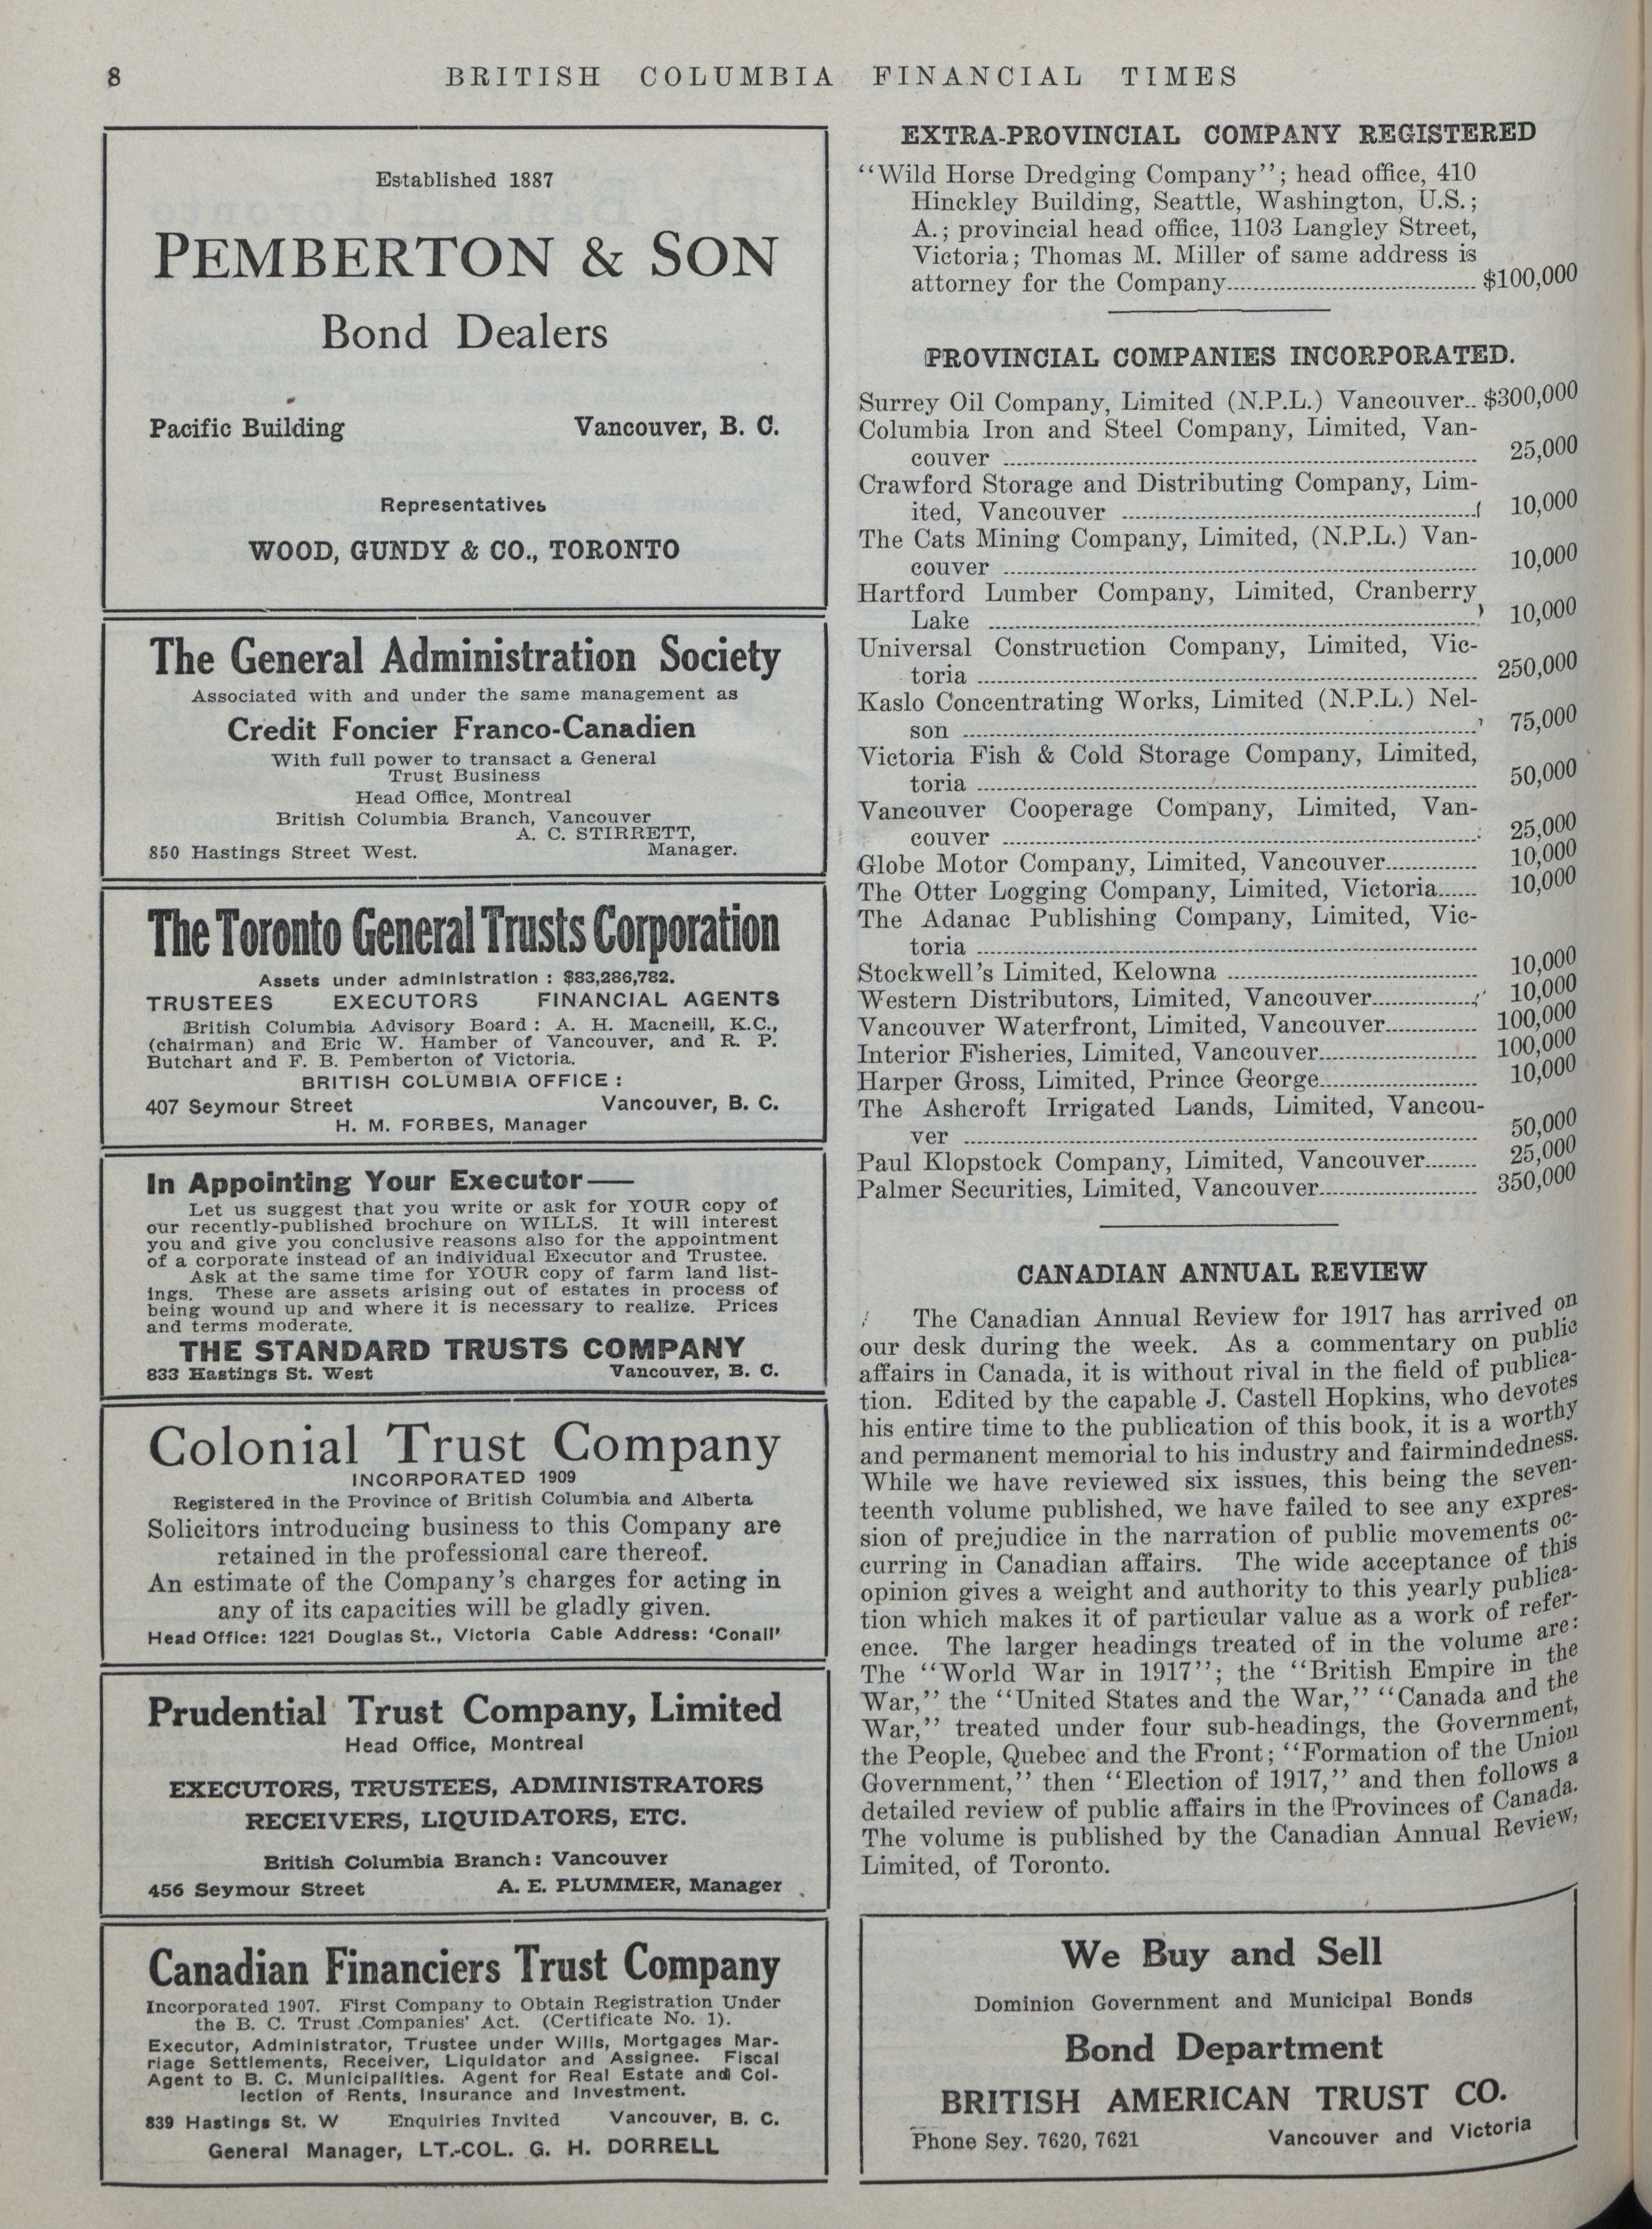 8
BRITISH COLUMBIA FINANCIAL TIMES
Established 1887
PEMBERTON & SON
Bond Dealers
Pacific Building Vancouver, B. C.
Representatives
WOOD, GUNDY & CO., TORONTO
The General Administration Society
Associated with and under the same management as
Credit Foncier Franco-Canadien
With full power to transact a General
Trust Business
Head Office, Montreal
British Columbia Branch, Vancouver
A. C. STIRRETT,
850 Hastings Street West. Manager.
The Toronto General Trusts Corporation
Assets under administration : $83,286,782.
TRUSTEES EXECUTORS FINANCIAL AGENTS
British Columbia Advisory Board : A. H. Macneill, K.C.,
(chairman) and Eric W. Hamber of Vancouver, and R. P.
Butchart and F. B. Pemberton of Victoria.
BRITISH COLUMBIA OFFICE :
407 Seymour Street Vancouver, B. C.
H. M. FORBES, Manager
In Appointing Your Executor—
Let us suggest that you write or ask for YOUR copy of
our recently-published brochure on WILLS. It will interest
you and give you conclusive reasons also for the appointment
of a corporate instead of an individual Executor and Trustee.
Ask at the same time for YOUR copy of farm land list-
ings. These are assets arising out of estates in process of
being wound up and where it is necessary to realize. Prices
and terms moderate.
THE STANDARD TRUSTS COMPANY
833 Hastings St. West Vancouver, B. C.
Colonial Trust Company
INCORPORATED 1909
Registered in the Province of British Columbia and Alberta
Solicitors introducing business to this Company are
retained in the professional care thereof.
An estimate of the Company's charges for acting in
any of its capacities will be gladly given.
Head Office: 1221 Douglas St., Victoria Cable Address: 'Conail'
Prudential Trust Company, Limited
Head Office, Montreal
EXECUTORS, TRUSTEES, ADMINISTRATORS
RECEIVERS, LIQUIDATORS, ETC.
British Columbia Branch: Vancouver
456 Seymour Street A. E. PLUMMER, Manager
Canadian Financiers Trust Company
Incorporated 1907. First Company to Obtain Registration Under
the B. C. Trust Companies' Act. (Certificate No. 1).
Executor, Administrator, Trustee under Wills, Mortgages Mar-
riage Settlements, Receiver, Liquidator and Assignee. Fiscal
Agent to B. C. Municipalities. Agent for Real Estate and Col-
lection of Rents, Insurance and Investment.
839 Hastings St. W Enquiries Invited Vancouver, B. C.
General Manager, LT.-COL. G. H. DORRELL
EXTRA-PROVINCIAL COMPANY REGISTERED
"Wild Horse Dredging Company"; head office, 410
Hinckley Building, Seattle, Washington, U.S.;
A.; provincial head office, 1103 Langley Street,
Victoria; Thomas M. Miller of same address is
attorney for the Company........ $100,000
PROVINCIAL COMPANIES INCORPORATED.
Surrey Oil Company, Limited (N.P.L.) Vancouver.. $300,000
Columbia Iron and Steel Company, Limited, Van-
couver ........ 25,000
Crawford Storage and Distributing Company, Lim-
ited, Vancouver ........ 10,000
The Cats Mining Company, Limited, (N.P.L.) Van-
couver ........ 10,000
Hartford Lumber Company, Limited, Cranberry
Lake ........ 10,000
Universal Construction Company, Limited, Vic-
toria ........ 250,000
Kaslo Concentrating Works, Limited (N.P.L.) Nel-
son ........ 75,000
Victoria Fish & Cold Storage Company, Limited,
toria ........ 50,000
Vancouver Cooperage Company, Limited, Van-
couver ........ 25,000
Globe Motor Company, Limited, Vancouver........ 10,000
The Otter Logging Company, Limited, Victoria...... 10,000
The Adanac Publishing Company, Limited, Vic-
toria ........
Stockwell's Limited, Kelowna ........ 10,000
Western Distributors, Limited, Vancouver........ 10,000
Vancouver Waterfront, Limited, Vancouver........ 100,000
Interior Fisheries, Limited, Vancouver........ 100,000
Harper Gross, Limited, Prince George........ 10,000
The Ashcroft Irrigated Lands, Limited, Vancou-
ver ........ 50,000
Paul Klopstock Company, Limited, Vancouver........ 25,000
Palmer Securities, Limited, Vancouver........ 350,000
CANADIAN ANNUAL REVIEW
The Canadian Annual Review for 1917 has arrived on
our desk during the week. As a commentary on public
affairs in Canada, it is without rival in the field of publica-
tion. Edited by the capable J. Castell Hopkins, who devotes
his entire time to the publication of this book, it is a worthy
and permanent memorial to his industry and fairmindedness.
While we have reviewed six issues, this being the seven-
teenth volume published, we have failed to see any expres-
sion of prejudice in the narration of public movements oc-
curring in Canadian affairs. The wide acceptance of this
opinion gives a weight and authority to this yearly publica-
tion which makes it of particular value as a work of refer-
ence. The larger headings treated of in the volume are:
The "World War in 1917"; the "British Empire in the
War," the "United States and the War," "Canada and the
War," treated under four sub-headings, the Government,
the People, Quebec and the Front; "Formation of the Union
Government," then "Election of 1917," and then follows a
detailed review of public affairs in the Provinces of Canada.
The volume is published by the Canadian Annual Review,
Limited, of Toronto.
We Buy and Sell
Dominion Government and Municipal Bonds
Bond Department
BRITISH AMERICAN TRUST CO.
Phone Sey. 7620, 7621 Vancouver and Victoria